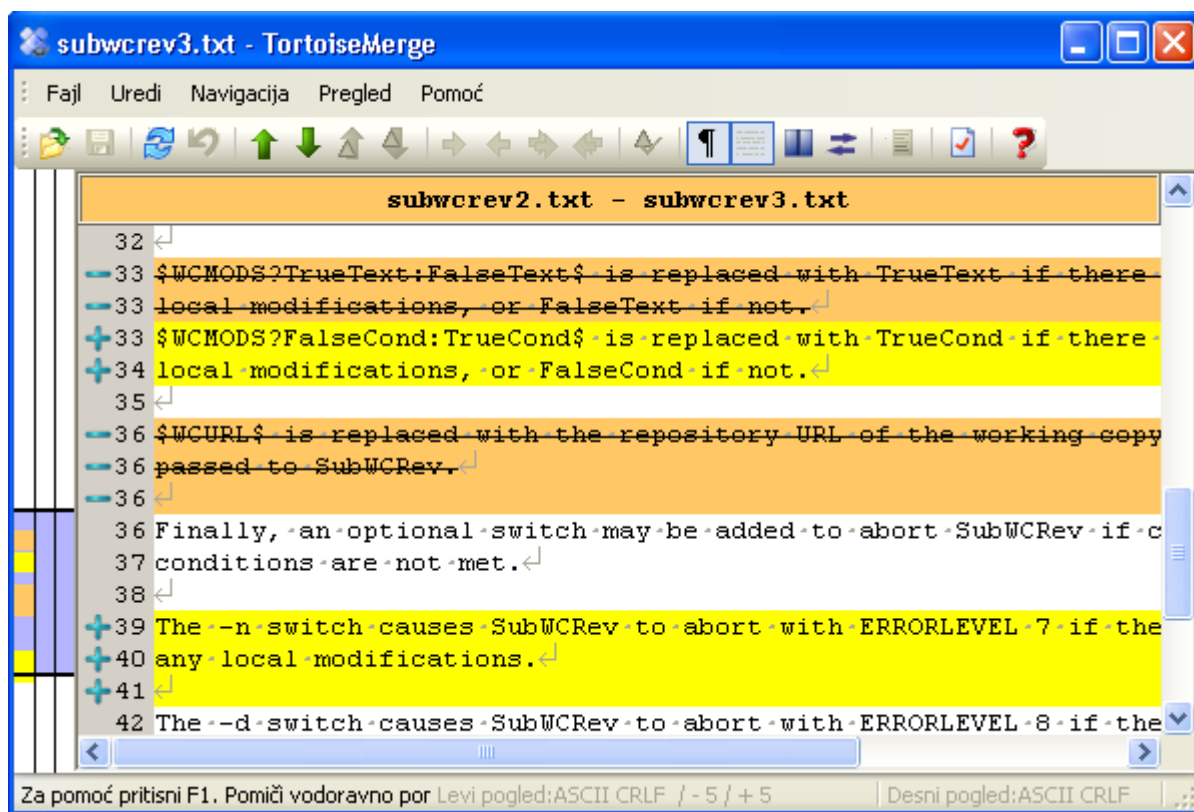 subwcrev3.txt - TortoiseMerge
Fajl Uredi Navigacija Pregled Pomoć
subwcrev2.txt - subwcrev3.txt
32
33 $WCMODS?TrueText:FalseText$ is replaced with TrueText if there
33 local modifications, or FalseText if not.
33 $WCMODS?FalseCond:TrueCond$ is replaced with TrueCond if there
34 local modifications, or FalseCond if not.
35
36 $WCURL$ is replaced with the repository URL of the working copy
36 passed to SubWCRev.
36
36 Finally, an optional switch may be added to abort SubWCRev if c
37 conditions are not met.
38
39 The -n switch causes SubWCRev to abort with ERRORLEVEL 7 if the
40 any local modifications.
41
42 The -d switch causes SubWCRev to abort with ERRORLEVEL 8 if the
Za pomoć pritisni F1. Pomiči vodoravno por Levi pogled:ASCII CRLF / - 5 / + 5 Desni pogled:ASCII CRLF